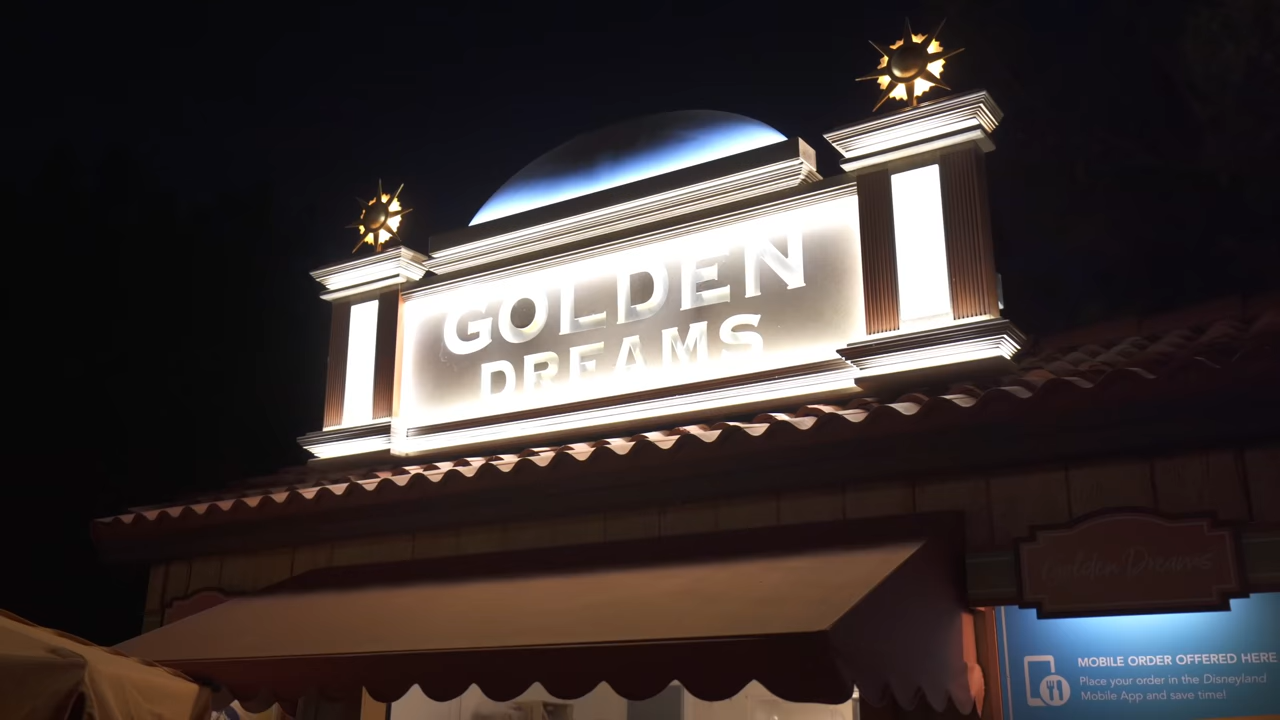 GOLDEN
DREAMS
Golden Dreams
MOBILE ORDER OFFERED HERE
Place your order in the Disneyland
Mobile App and save time!